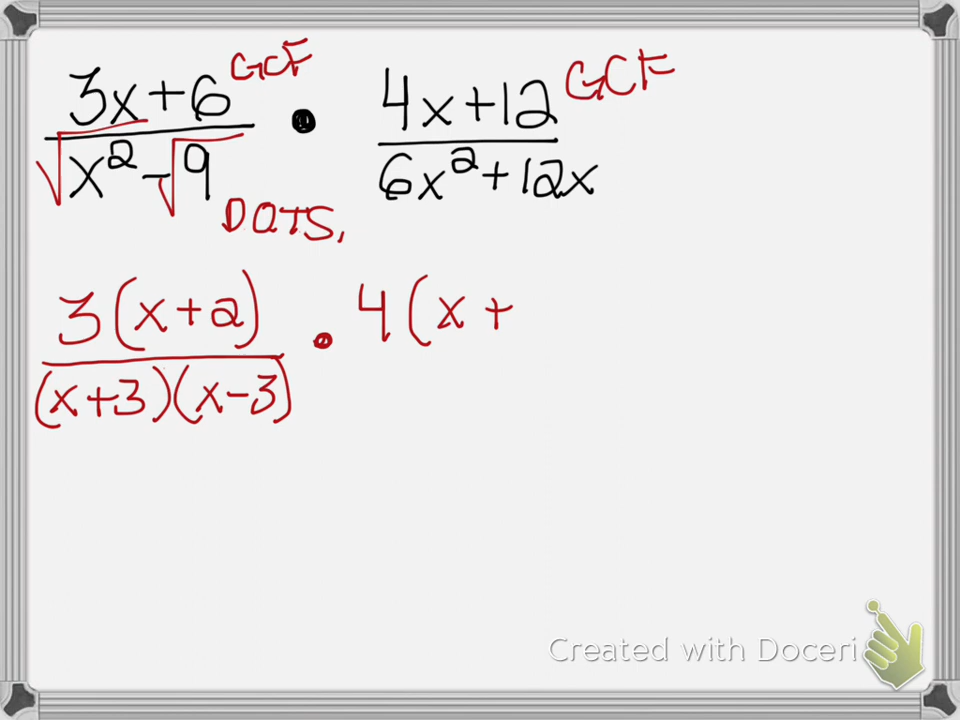 3x+6 GCF • 4x+12 GCF
√x² -√9 6x²+12x
DOTS,
3(x+2) • 4(x+
(x+3)(x-3)
Created with Doceri